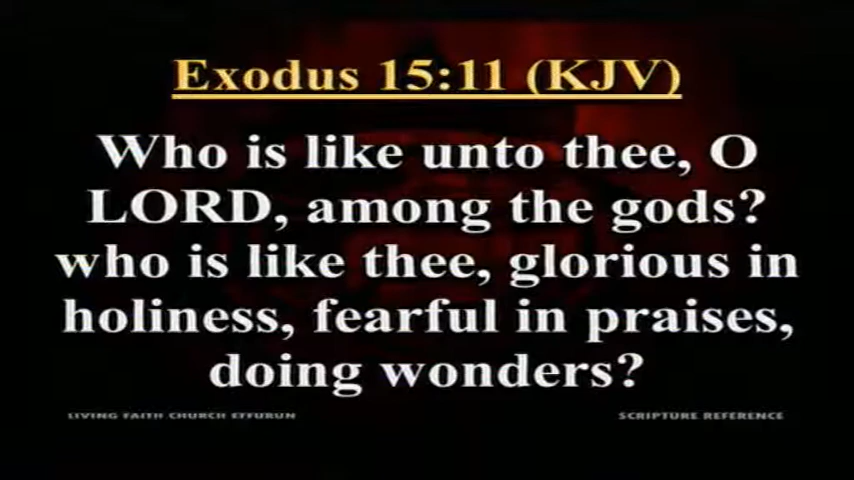 Exodus 15:11 (KJV)
Who is like unto thee, O
LORD, among the gods?
who is like thee, glorious in
holiness, fearful in praises,
doing wonders?
LIVING FAITH CHURCH EFFURUN
SCRIPTURE REFERENCE